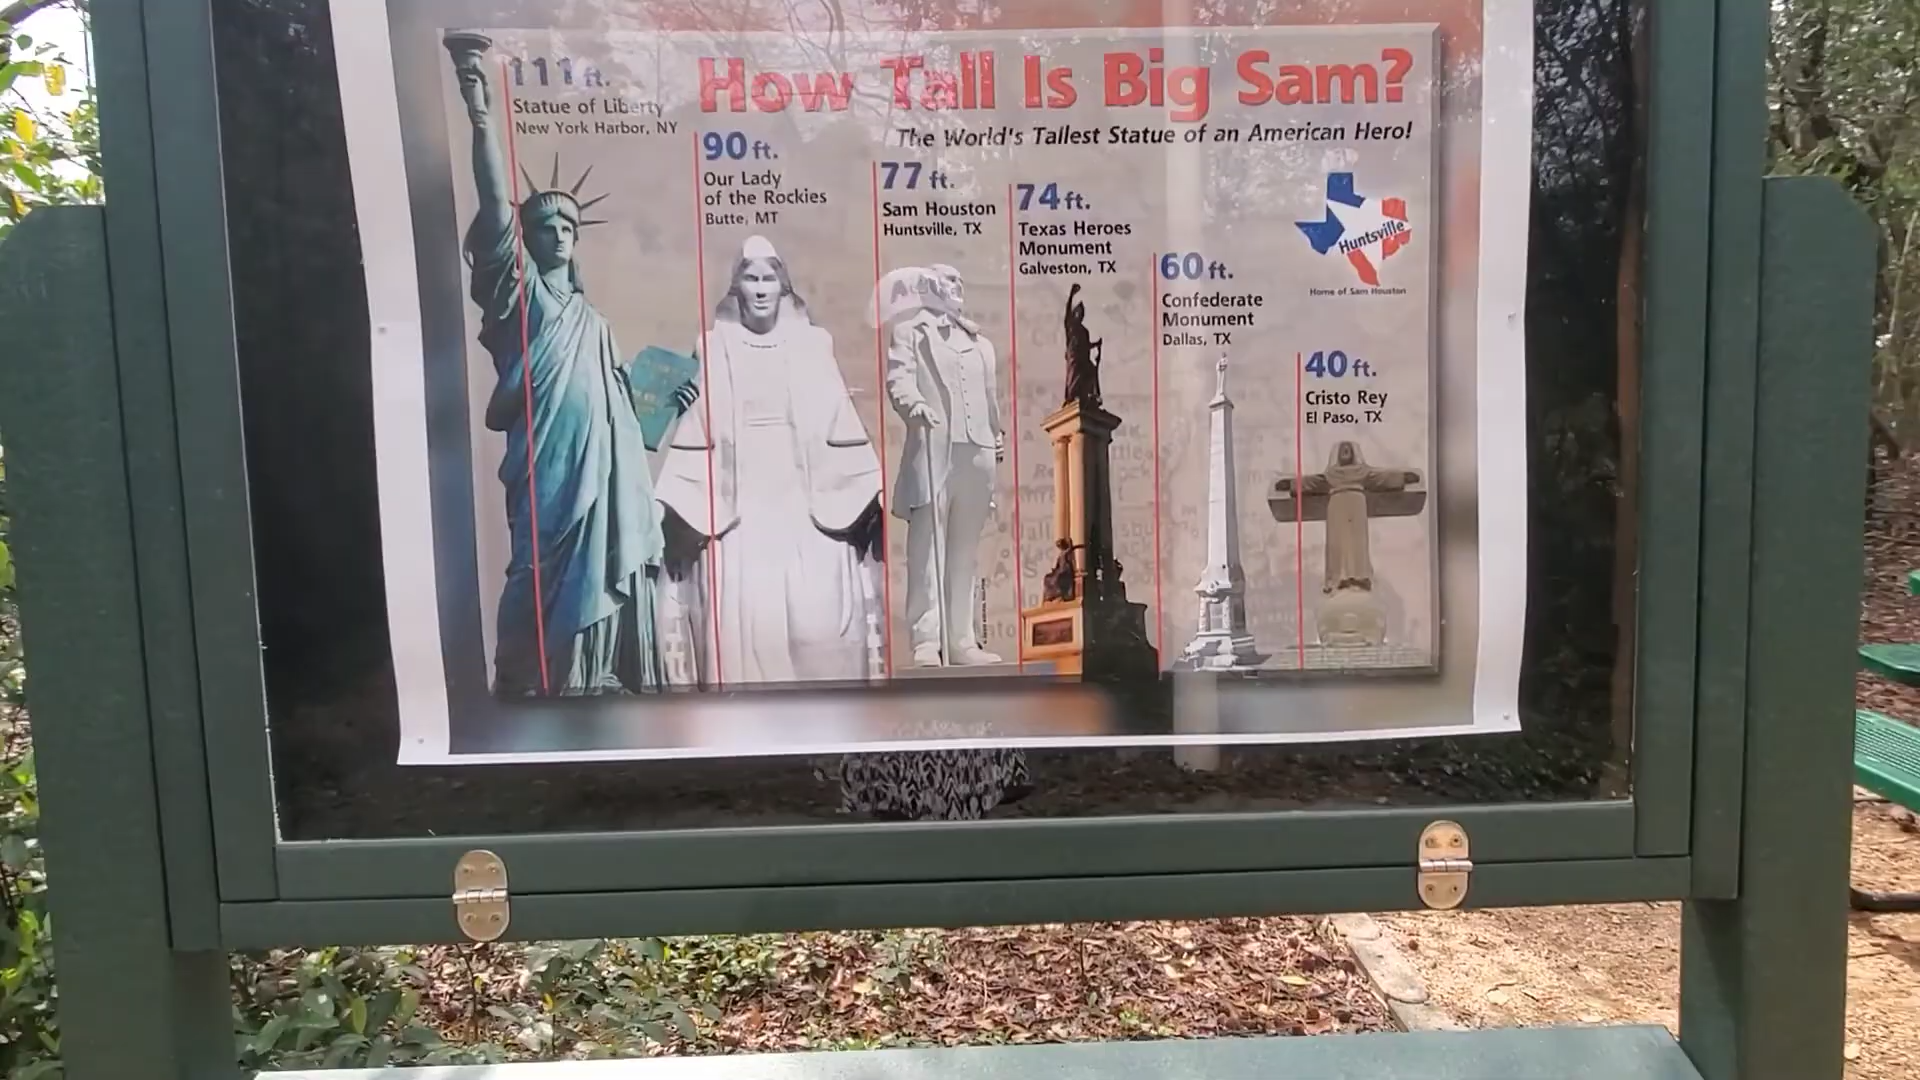 How Tall Is Big Sam?
The World's Tallest Statue of an American Hero!
111 ft.
Statue of Liberty
New York Harbor, NY
90 ft.
Our Lady
of the Rockies
Butte, MT
77 ft.
Sam Houston
Huntsville, TX
74 ft.
Texas Heroes
Monument
Galveston, TX
60 ft.
Confederate
Monument
Dallas, TX
40 ft.
Cristo Rey
El Paso, TX
Huntsville
Home of Sam Houston